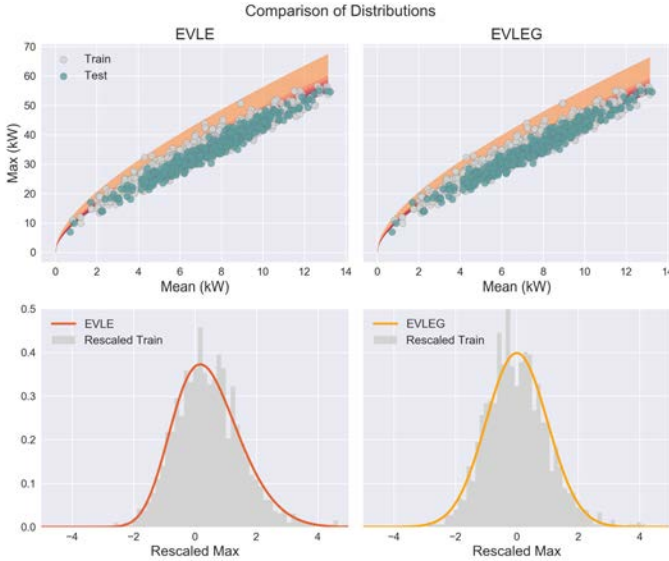 Comparison of Distributions
EVLE
EVLEG
70
60
50
40
30
20
10
0
Max (kW)
Train
Test
0 2 4 6 8 10 12 14
Mean (kW)
0 2 4 6 8 10 12 14
Mean (kW)
0.5
0.4
0.3
0.2
0.1
0.0
EVLE
Rescaled Train
−4 −2 0 2 4
Rescaled Max
EVLEG
Rescaled Train
−4 −2 0 2 4
Rescaled Max